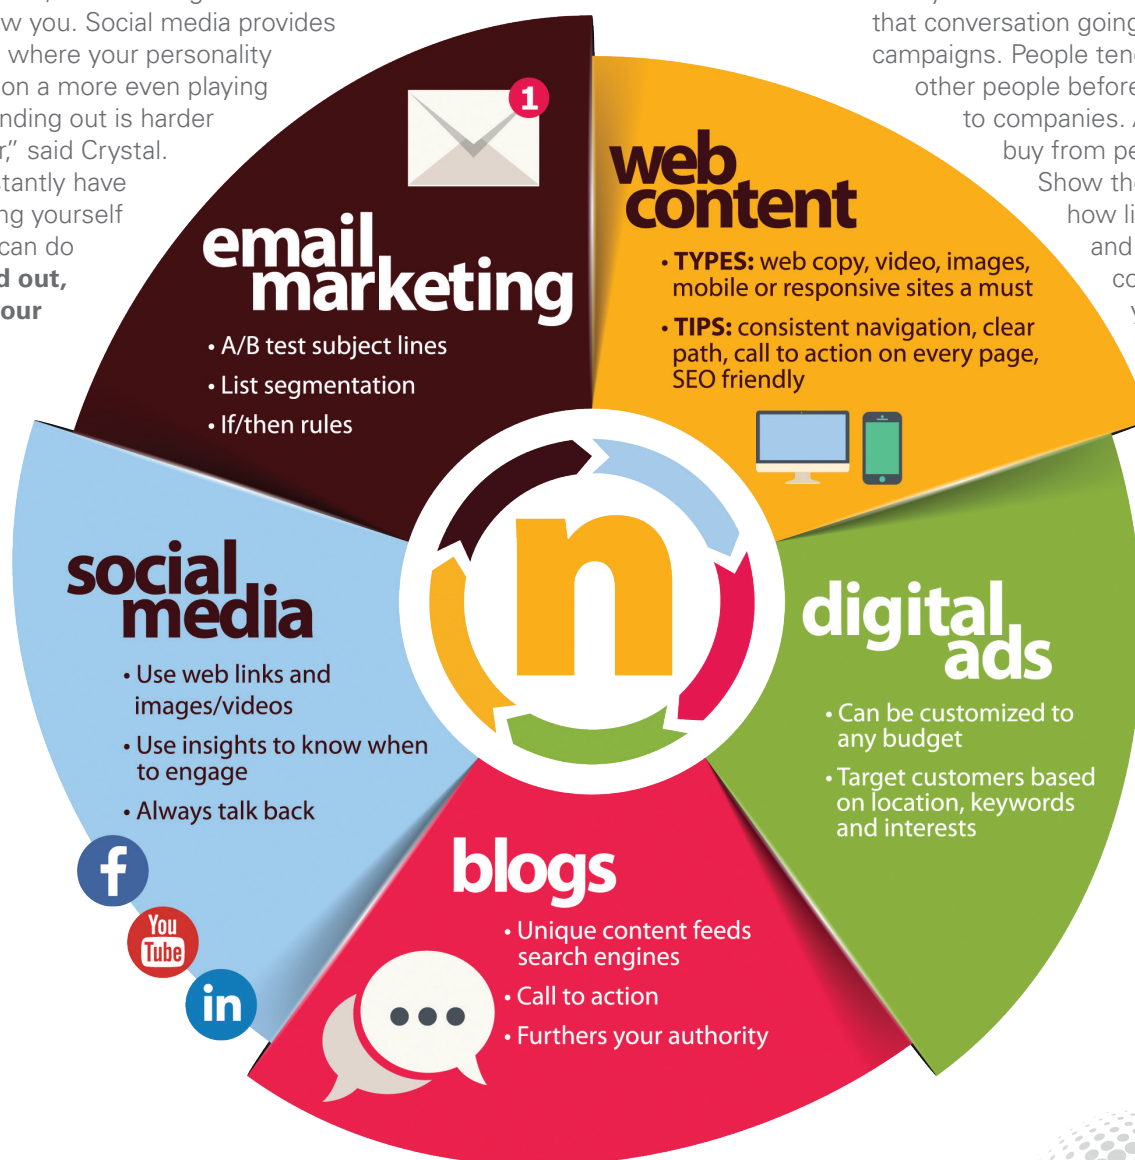 ow you. Social media provides
where your personality
on a more even playing
nding out is harder
r,” said Crystal.
stantly have
ng yourself
can do
d out,
our
that conversation going
campaigns. People ten
other people before
to companies. A
buy from pe
Show the
how li
and
co
y
1
email
marketing
• A/B test subject lines
• List segmentation
• If/then rules
web
content
• TYPES: web copy, video, images,
mobile or responsive sites a must
• TIPS: consistent navigation, clear
path, call to action on every page,
SEO friendly
n
social
media
• Use web links and
images/videos
• Use insights to know when
to engage
• Always talk back
f
You
Tube
in
digital
ads
• Can be customized to
any budget
• Target customers based
on location, keywords
and interests
blogs
• Unique content feeds
search engines
• Call to action
• Furthers your authority